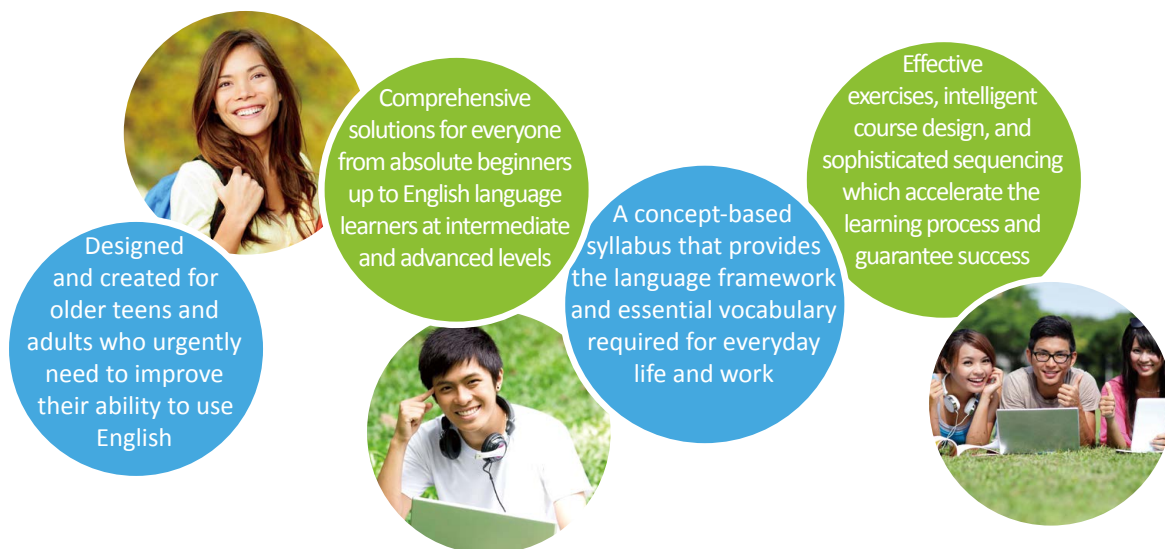 Designed
and created for
older teens and
adults who urgently
need to improve
their ability to use
English
Comprehensive
solutions for everyone
from absolute beginners
up to English language
learners at intermediate
and advanced levels
A concept-based
syllabus that provides
the language framework
and essential vocabulary
required for everyday
life and work
Effective
exercises, intelligent
course design, and
sophisticated sequencing
which accelerate the
learning process and
guarantee success